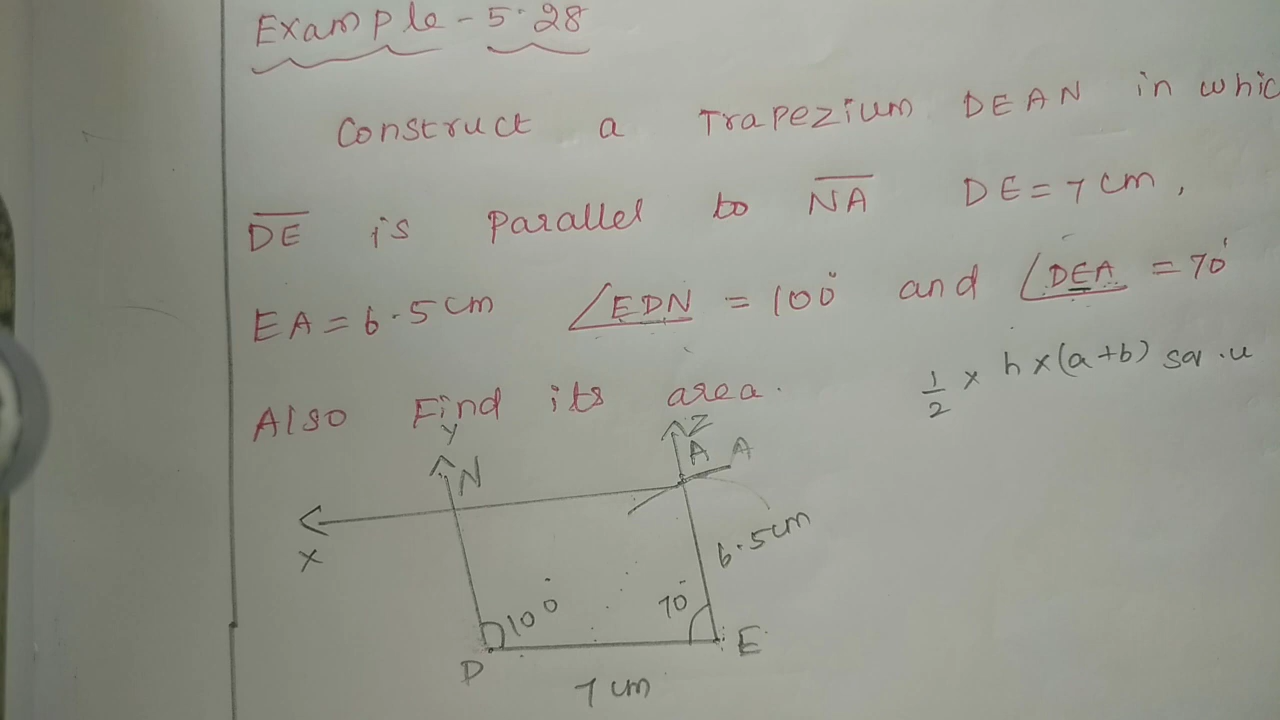 Example - 5.28
Construct a Trapezium DEAN in whic
DE is Parallel to NA DE = 7 cm,
EA = 6.5 cm ∠EDN = 100° and ∠DEA = 70°
1/2 × h × (a+b) sq.u
Also Find its area.
Y Z
N A A
X
6.5cm
100° 70°
D E
7 cm